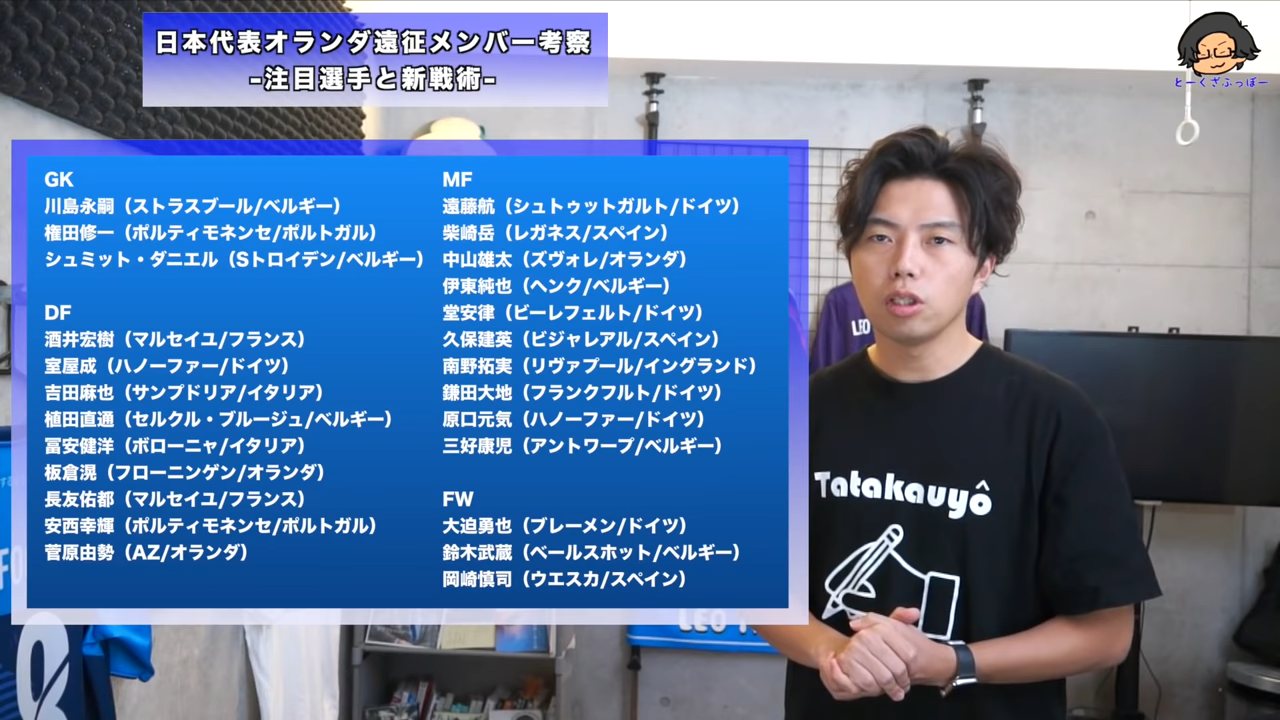 日本代表オランダ遠征メンバー考察
-注目選手と新戦術-
とーくざふっぼー
GK
川島永嗣（ストラスブール/ベルギー）
権田修一（ポルティモネンセ/ポルトガル）
シュミット・ダニエル（Sトロイデン/ベルギー）
DF
酒井宏樹（マルセイユ/フランス）
室屋成（ハノーファー/ドイツ）
吉田麻也（サンプドリア/イタリア）
植田直通（セルクル・ブルージュ/ベルギー）
冨安健洋（ボローニャ/イタリア）
板倉滉（フローニンゲン/オランダ）
長友佑都（マルセイユ/フランス）
安西幸輝（ポルティモネンセ/ポルトガル）
菅原由勢（AZ/オランダ）
MF
遠藤航（シュトゥットガルト/ドイツ）
柴崎岳（レガネス/スペイン）
中山雄太（ズヴォレ/オランダ）
伊東純也（ヘンク/ベルギー）
堂安律（ビーレフェルト/ドイツ）
久保建英（ビジャレアル/スペイン）
南野拓実（リヴァプール/イングランド）
鎌田大地（フランクフルト/ドイツ）
原口元気（ハノーファー/ドイツ）
三好康児（アントワープ/ベルギー）
FW
大迫勇也（ブレーメン/ドイツ）
鈴木武蔵（ベールスホット/ベルギー）
岡崎慎司（ウエスカ/スペイン）
LEO
Tatakauyô
LEO